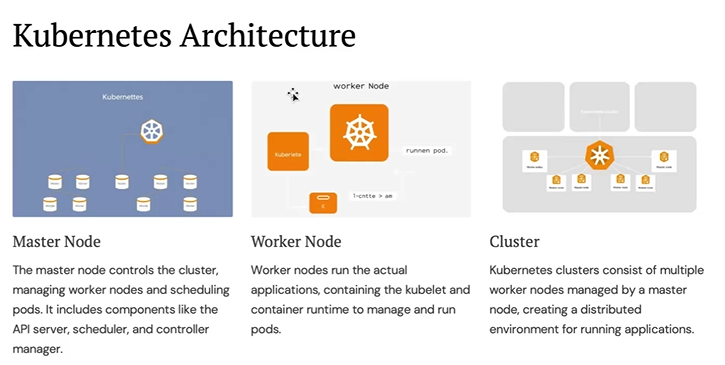 Kubernetes Architecture
Kubernettes
worker Node
Kuberiete
runnen pod.
1-cntte > am
Master Node
The master node controls the cluster,
managing worker nodes and scheduling
pods. It includes components like the
API server, scheduler, and controller
manager.
Worker Node
Worker nodes run the actual
applications, containing the kubelet and
container runtime to manage and run
pods.
Cluster
Kubernetes clusters consist of multiple
worker nodes managed by a master
node, creating a distributed
environment for running applications.